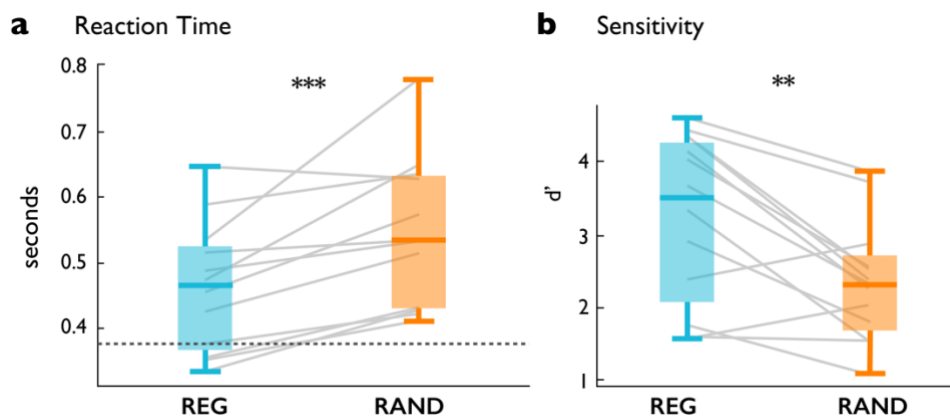 a Reaction Time
0.8
0.7
0.6
0.5
0.4
seconds
***
REG RAND
b Sensitivity
4
3
2
1
d'
**
REG RAND